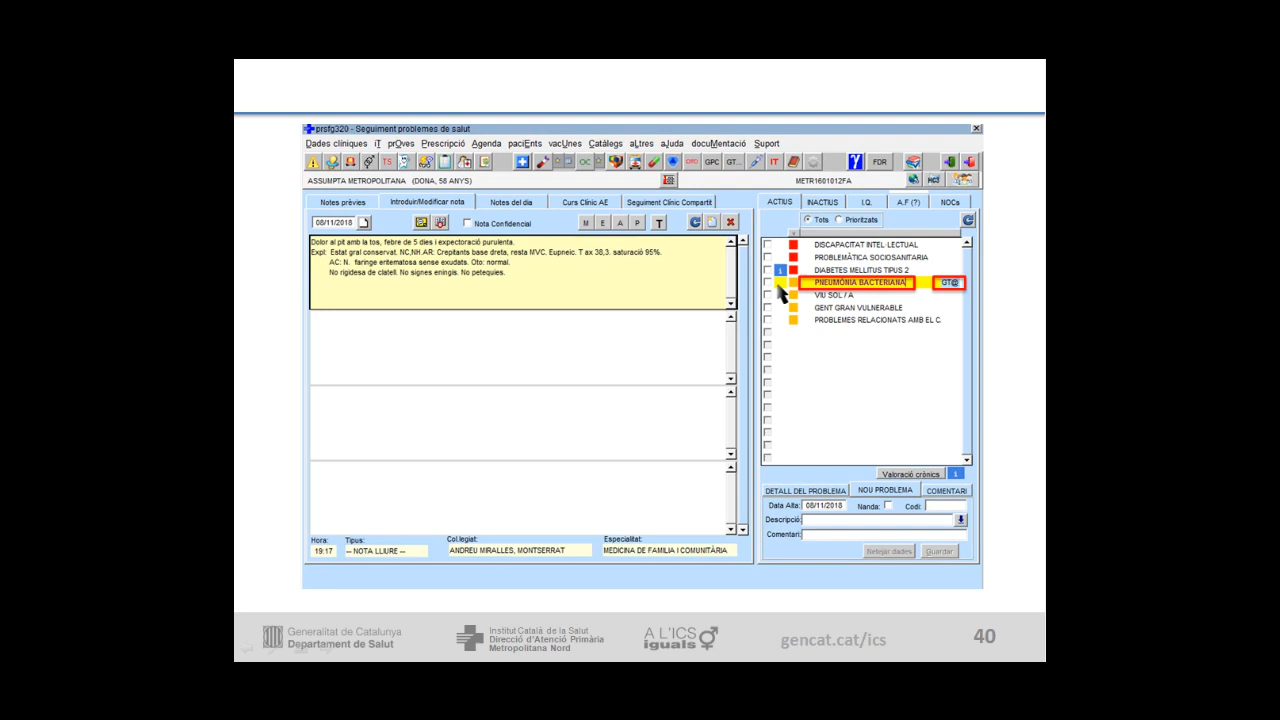 prsfg320 - Seguiment problemes de salut
Dades clíniques iT prOves Prescripció Agenda paciEnts vacUnes Catàlegs aLtres aJuda docuMentació Suport
TS OC GPC GT... IT FDR
ASSUMPTA METROPOLITANA (DONA, 58 ANYS) METR1601012FA HC3
Notes prèvies Introduir/Modificar nota Notes del dia Curs Clínic AE Seguiment Clínic Compartit
08/11/2018 Nota Confidencial M E A P T
Dolor al pit amb la tos, febre de 5 dies i expectoració purulenta.
Expl: Estat gral conservat. NC,NH.AR: Crepitants base dreta, resta MVC. Eupneic. T ax 38,3. saturació 95%.
AC: N. faringe eritematosa sense exudats. Oto: normal.
No rigidesa de clatell. No signes eningis. No petequies.
Hora: Tipus: Col.legiat: Especialitat:
19:17 -- NOTA LLIURE -- ANDREU MIRALLES, MONTSERRAT MEDICINA DE FAMILIA I COMUNITÀRIA
ACTIUS INACTIUS I.Q. A.F (?) NOCs
Tots Prioritzats
DISCAPACITAT INTEL·LECTUAL
PROBLEMÀTICA SOCIOSANITARIA
i DIABETES MELLITUS TIPUS 2
PNEUMÒNIA BACTERIANA GT@
VIU SOL / A
GENT GRAN VULNERABLE
PROBLEMES RELACIONATS AMB EL C.
Valoració crònics i
DETALL DEL PROBLEMA NOU PROBLEMA COMENTARI
Data Alta: 08/11/2018 Nanda: Codi:
Descripció:
Comentari:
Netejar dades Guardar
Generalitat de Catalunya
Departament de Salut
Institut Català de la Salut
Direcció d'Atenció Primària
Metropolitana Nord
A L'ICS
iguals
gencat.cat/ics
40